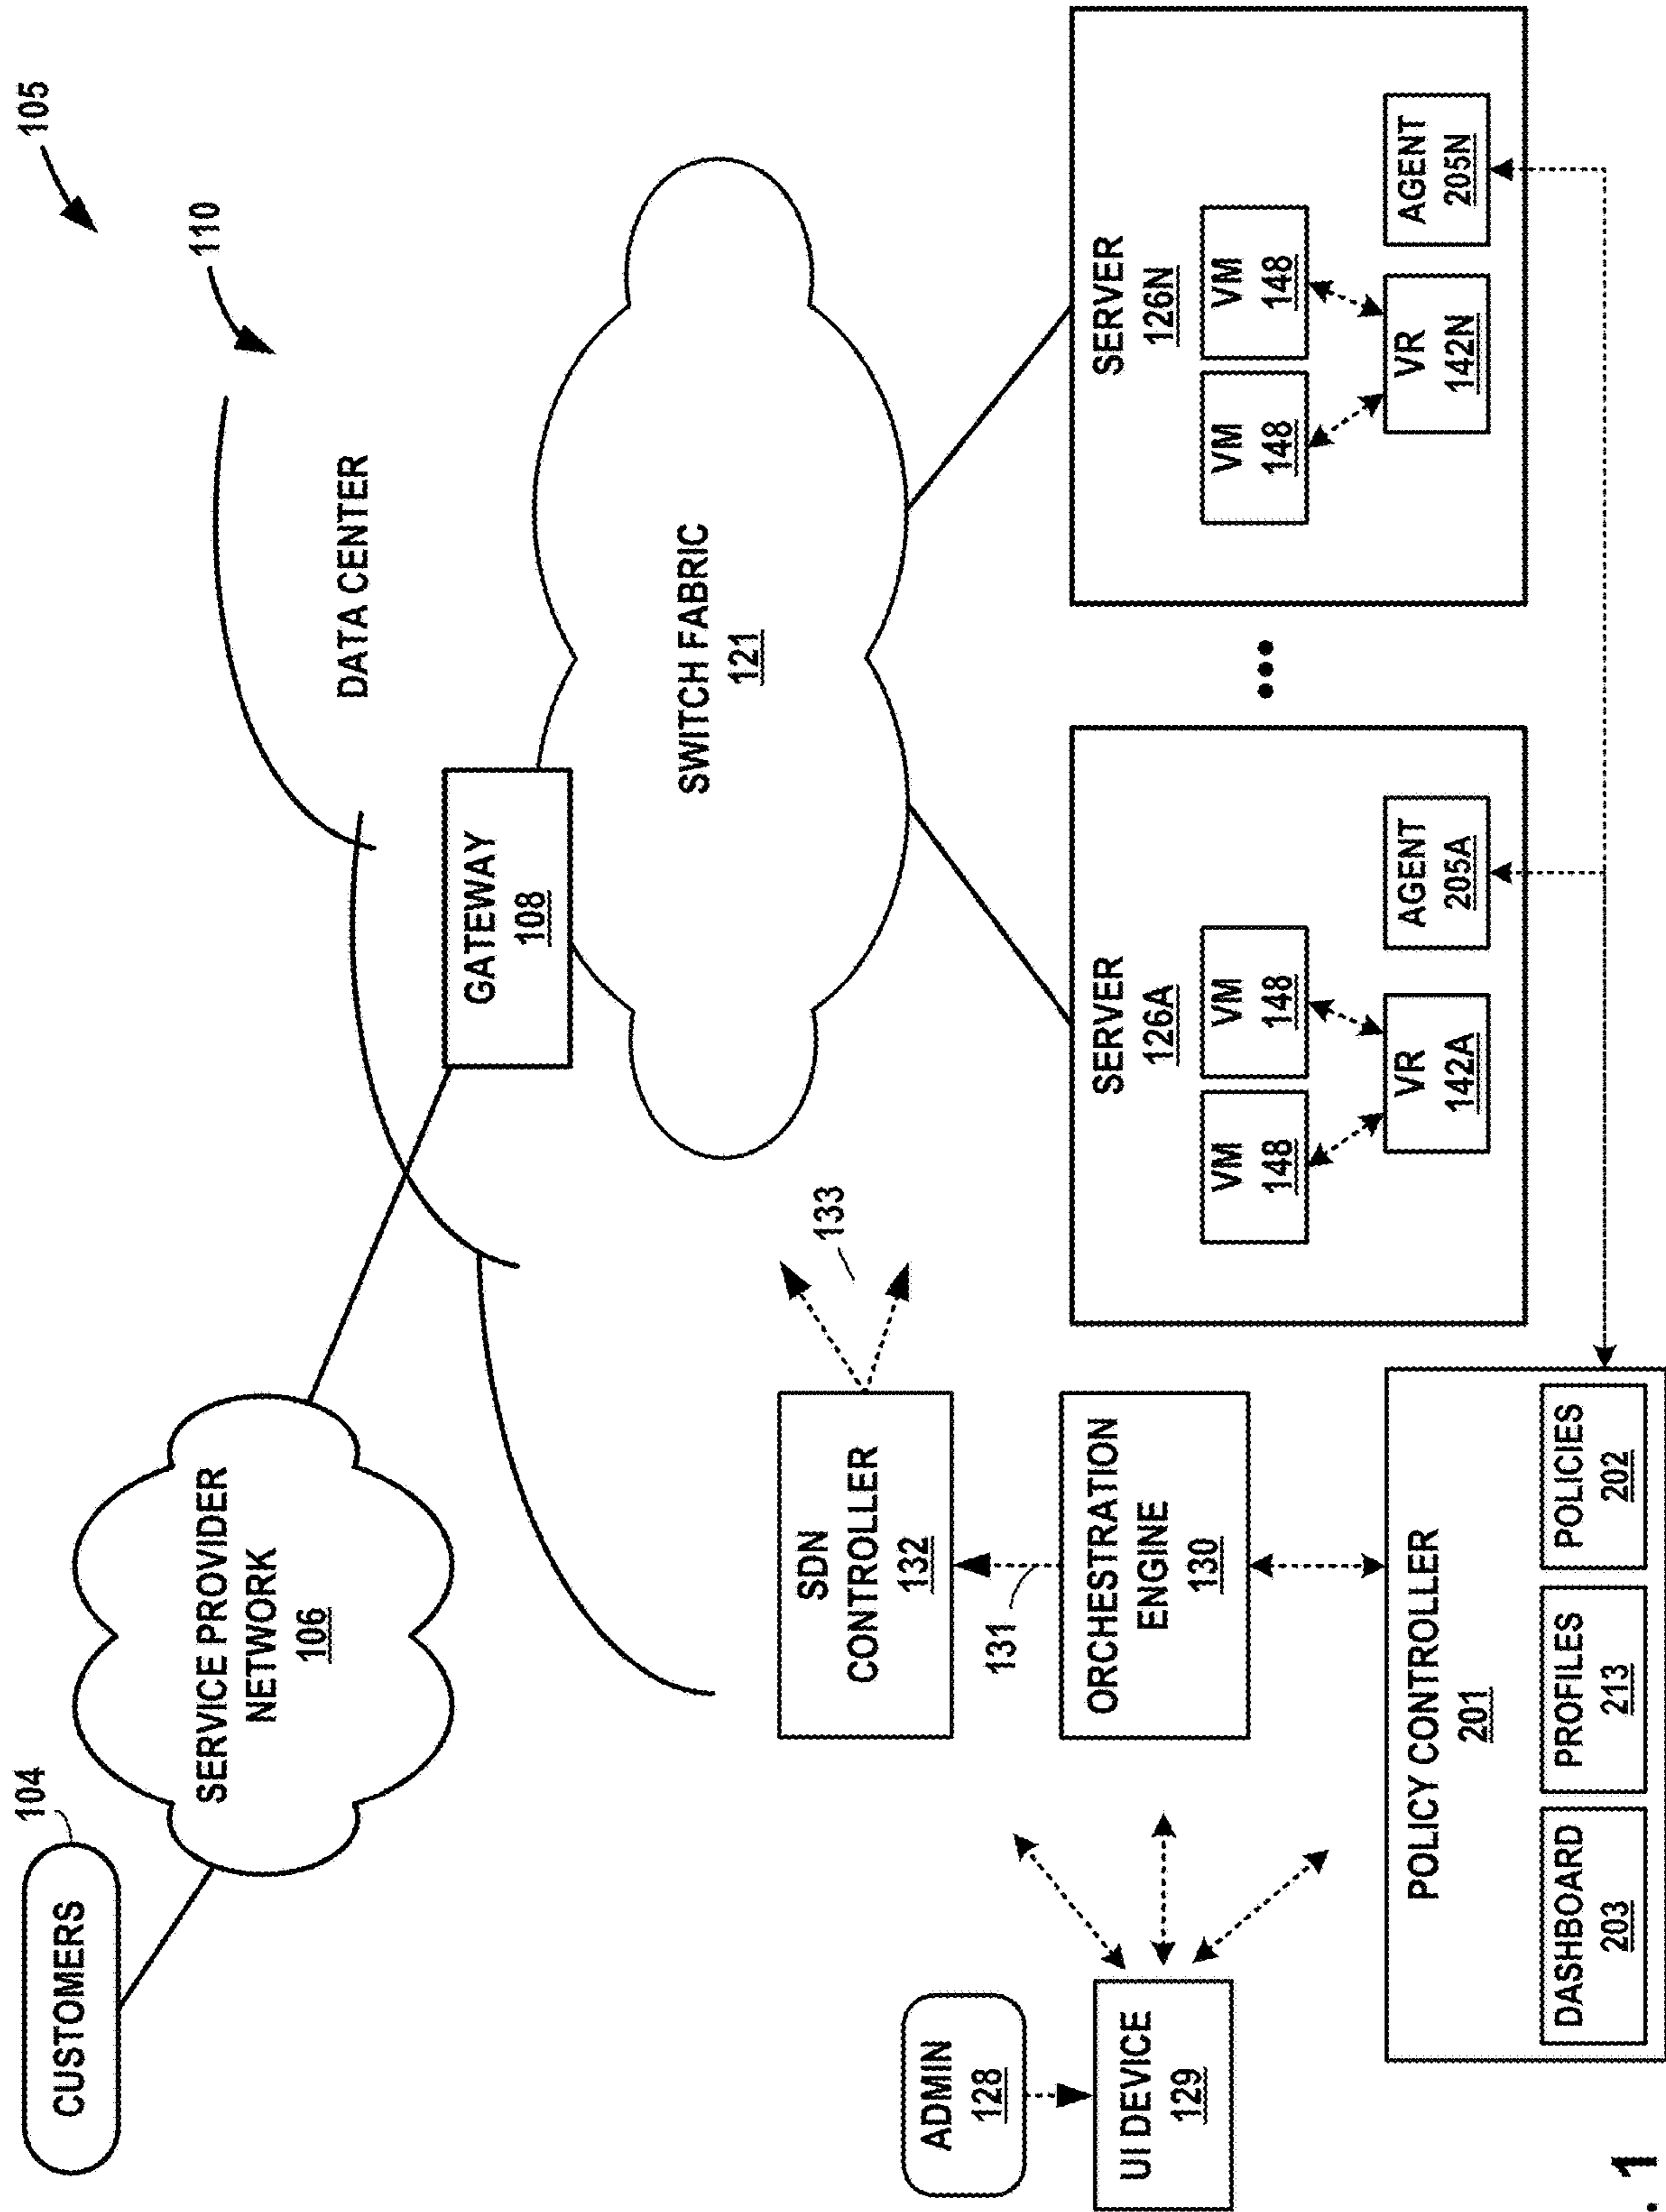 105
110
104
CUSTOMERS
SERVICE PROVIDER
NETWORK
106
DATA CENTER
GATEWAY
108
SWITCH FABRIC
121
133
SDN
CONTROLLER
132
131
ORCHESTRATION
ENGINE
130
ADMIN
128
UI DEVICE
129
SERVER
126A
VM
148
VM
148
VR
142A
AGENT
205A
•••
SERVER
126N
VM
148
VM
148
VR
142N
AGENT
205N
POLICY CONTROLLER
201
DASHBOARD
203
PROFILES
213
POLICIES
202
. 1